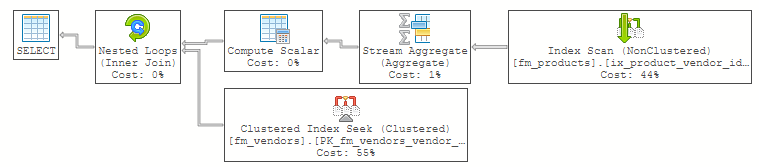 SELECT
Nested Loops
(Inner Join)
Cost: 0%
Compute Scalar
Cost: 0%
Stream Aggregate
(Aggregate)
Cost: 1%
Index Scan (NonClustered)
[fm_products].[ix_product_vendor_id…
Cost: 44%
Clustered Index Seek (Clustered)
[fm_vendors].[PK_fm_vendors_vendor_…
Cost: 55%